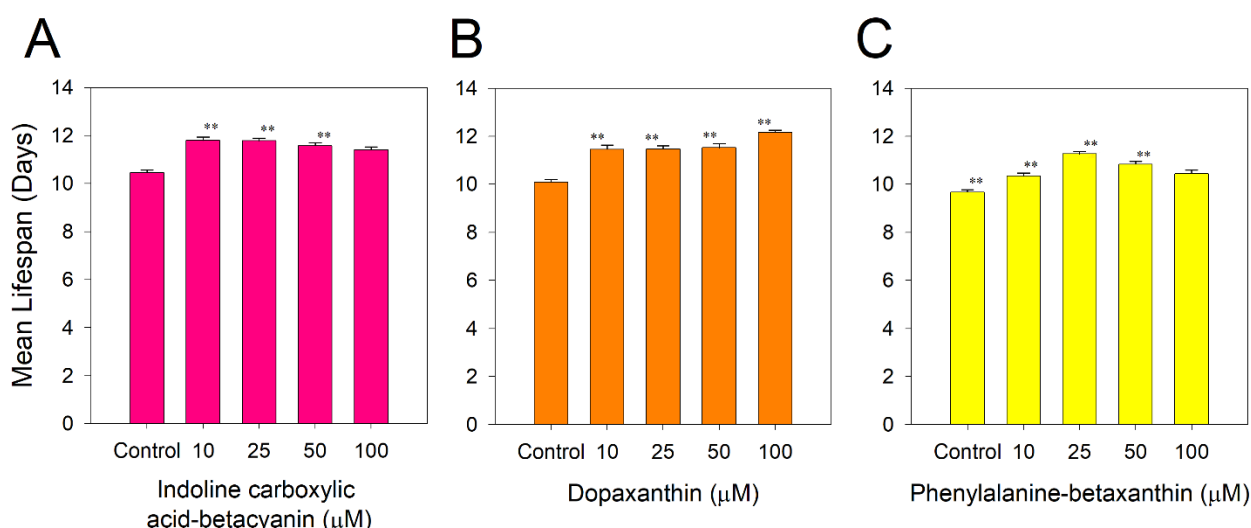 A
B
C
Mean Lifespan (Days)
14
12
10
8
6
4
2
0
** ** **
Control 10 25 50 100
Indoline carboxylic
acid-betacyanin (μM)
14
12
10
8
6
4
2
0
** ** ** **
Control 10 25 50 100
Dopaxanthin (μM)
14
12
10
8
6
4
2
0
** ** ** **
Control 10 25 50 100
Phenylalanine-betaxanthin (μM)